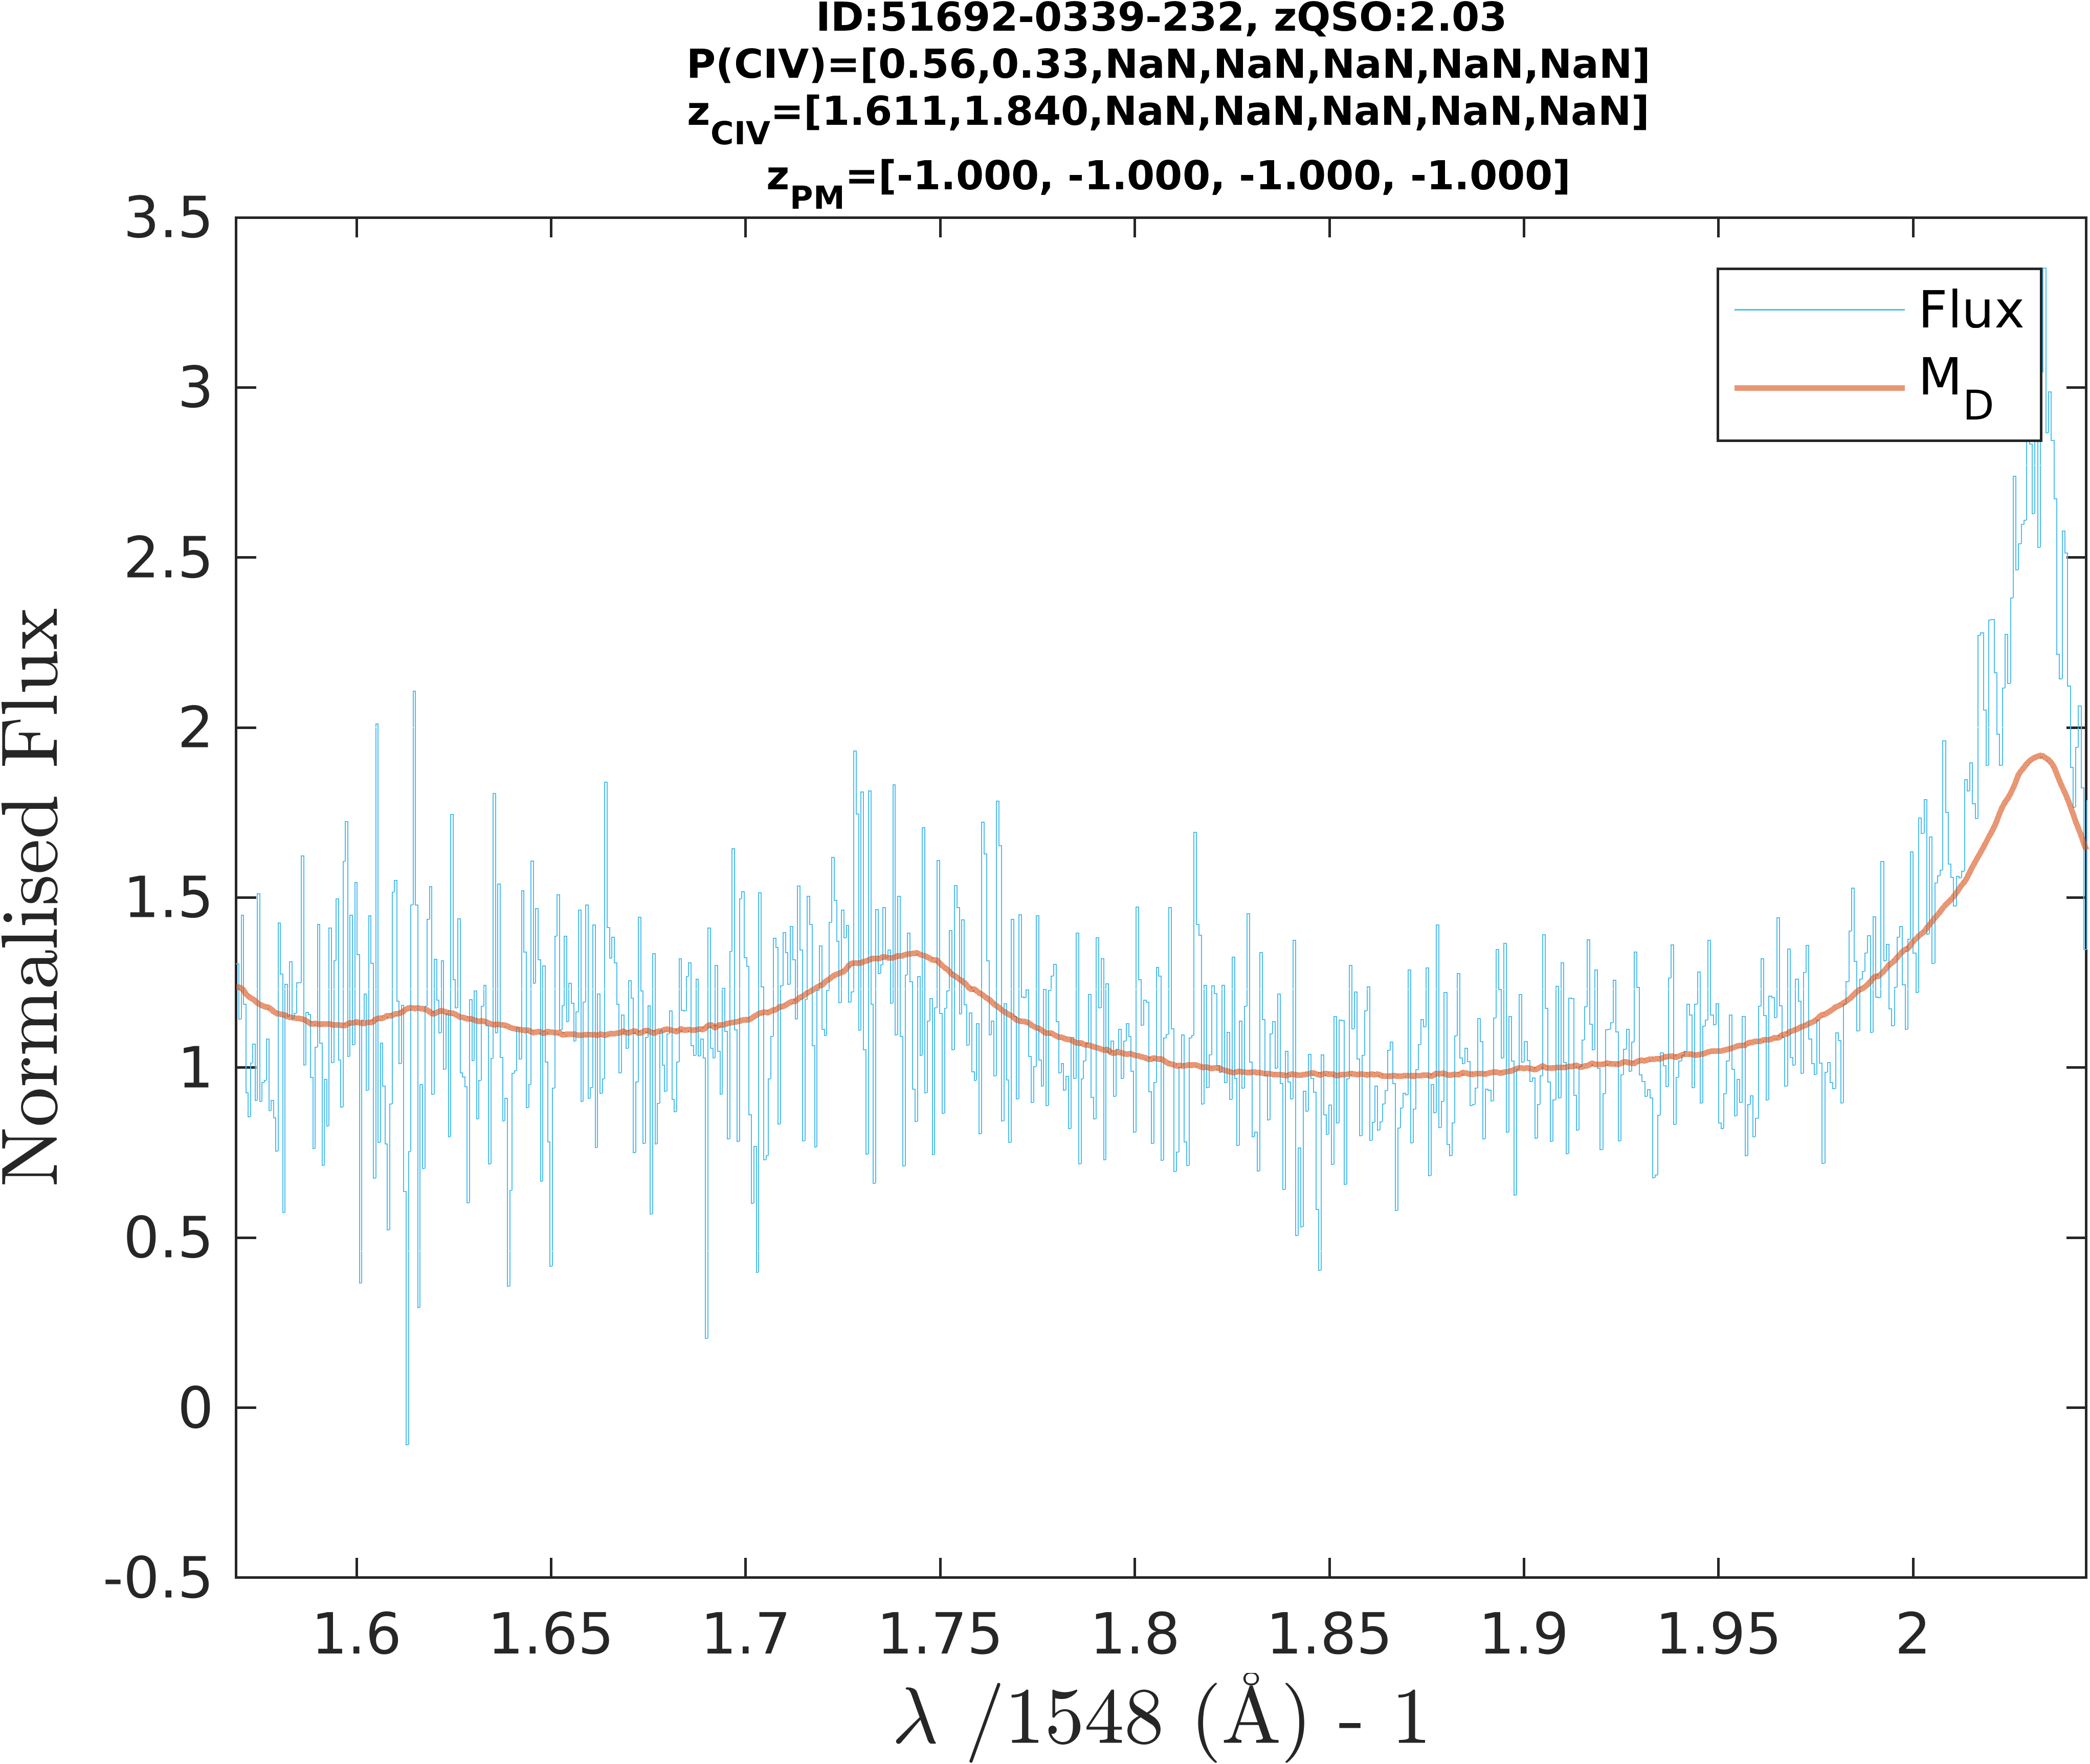 ID:51692-0339-232, zQSO:2.03
P(CIV)=[0.56,0.33,NaN,NaN,NaN,NaN,NaN]
zCIV=[1.611,1.840,NaN,NaN,NaN,NaN,NaN]
zPM=[-1.000, -1.000, -1.000, -1.000]
3.5
3
2.5
2
1.5
1
0.5
0
-0.5
Normalised Flux
Flux
MD
1.6 1.65 1.7 1.75 1.8 1.85 1.9 1.95 2
λ /1548 (Å) - 1